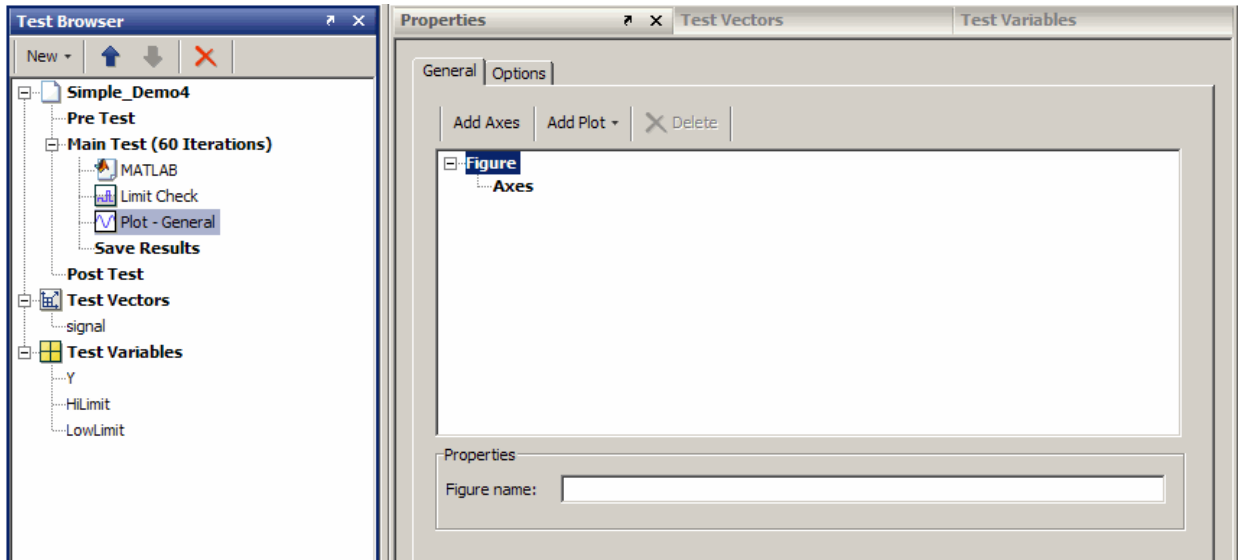 Test Browser
New
Simple_Demo4
Pre Test
Main Test (60 Iterations)
MATLAB
Limit Check
Plot - General
Save Results
Post Test
Test Vectors
signal
Test Variables
Y
HiLimit
LowLimit
Properties Test Vectors Test Variables
General Options
Add Axes Add Plot Delete
Figure
Axes
Properties
Figure name: